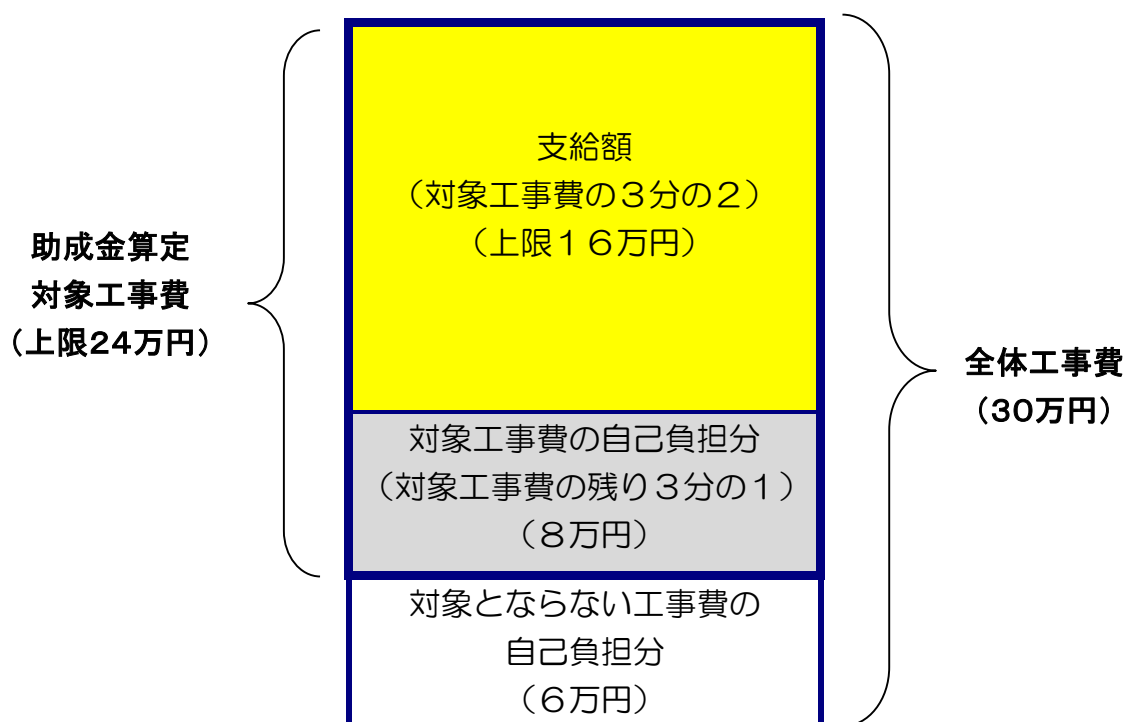 助成金算定
対象工事費
（上限24万円）
支給額
（対象工事費の３分の２）
（上限１６万円）
対象工事費の自己負担分
（対象工事費の残り３分の１）
（８万円）
対象とならない工事費の
自己負担分
（６万円）
全体工事費
（30万円）